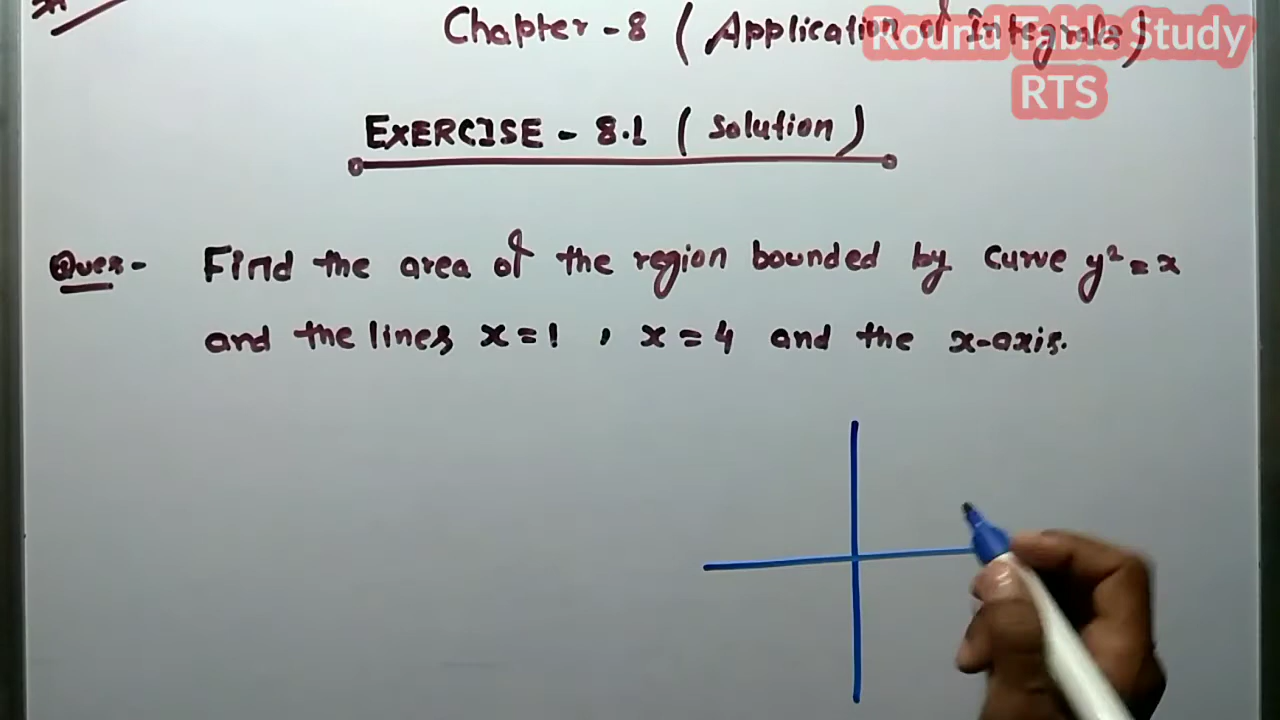 Chapter - 8 ( Application of Integrals )
Round Table Study
RTS
EXERCISE - 8.1 ( Solution )
Ques- Find the area of the region bounded by curve y² = x
and the lines x = 1 , x = 4 and the x-axis.